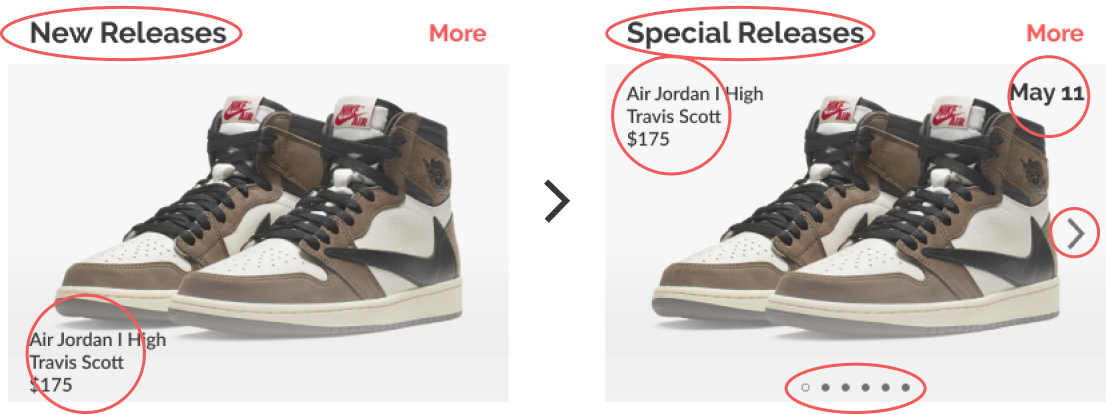 New Releases
More
NIKE
AIR
NIKE
AIR
Air Jordan I High
Travis Scott
$175
Special Releases
More
Air Jordan I High
Travis Scott
$175
May 11
NIKE
AIR
NIKE
AIR